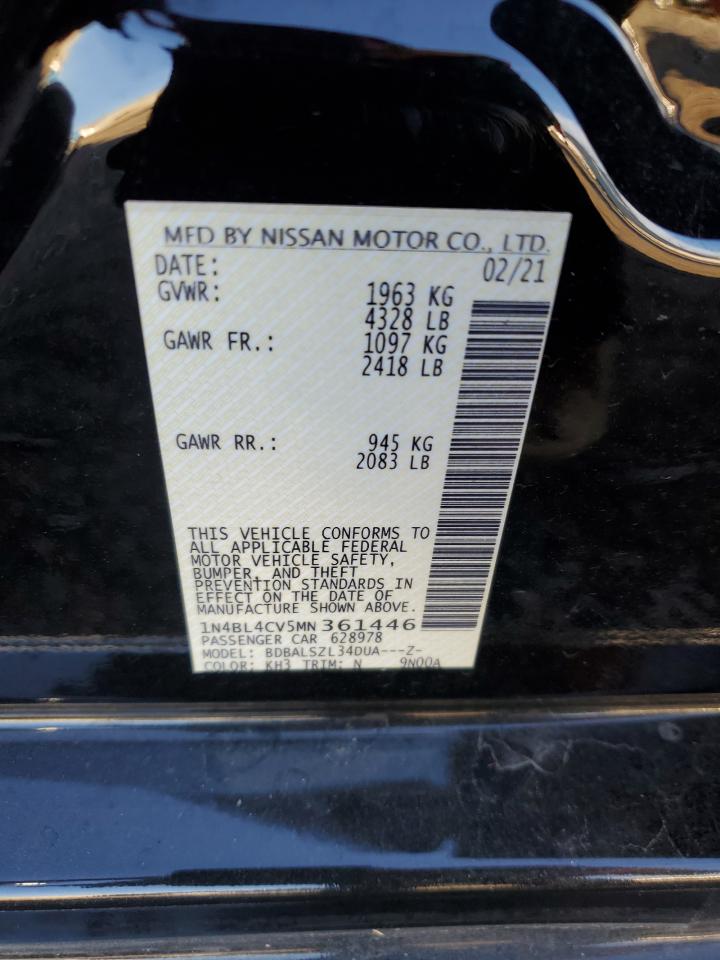 MFD BY NISSAN MOTOR CO., LTD.
DATE: 02/21
GVWR: 1963 KG
4328 LB
GAWR FR.: 1097 KG
2418 LB
GAWR RR.: 945 KG
2083 LB
THIS VEHICLE CONFORMS TO
ALL APPLICABLE FEDERAL
MOTOR VEHICLE SAFETY,
BUMPER, AND THEFT
PREVENTION STANDARDS IN
EFFECT ON THE DATE OF
MANUFACTURE SHOWN ABOVE.
1N4BL4CV5MN361446
PASSENGER CAR 628978
MODEL: BDBALSZL34DUA---Z-
COLOR: KH3 TRIM: N 9N00A